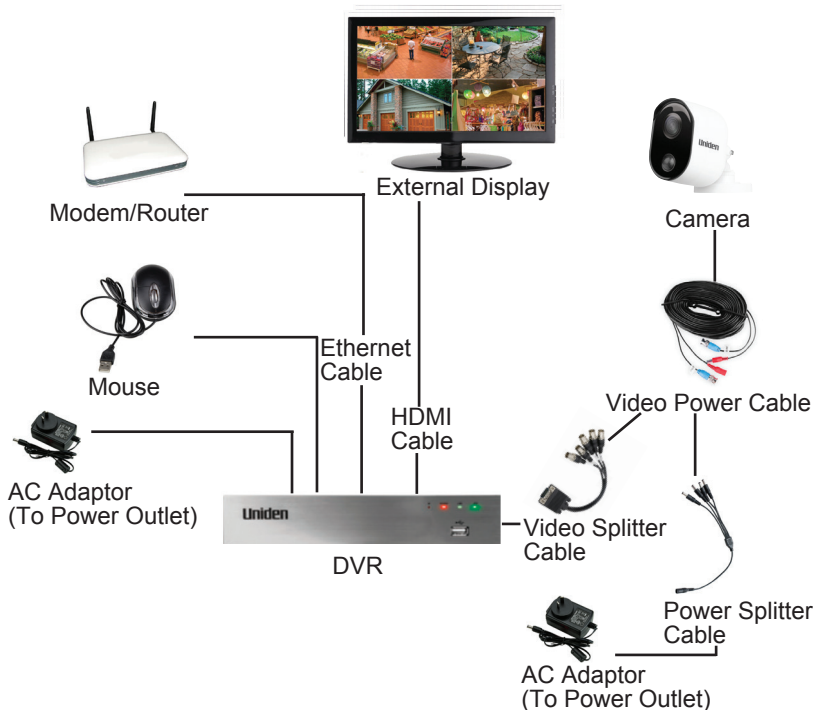 External Display
Uniden
Modem/Router
Camera
Mouse
Ethernet
Cable
HDMI
Cable
Video Power Cable
AC Adaptor
(To Power Outlet)
Uniden
DVR
Video Splitter
Cable
Power Splitter
Cable
AC Adaptor
(To Power Outlet)